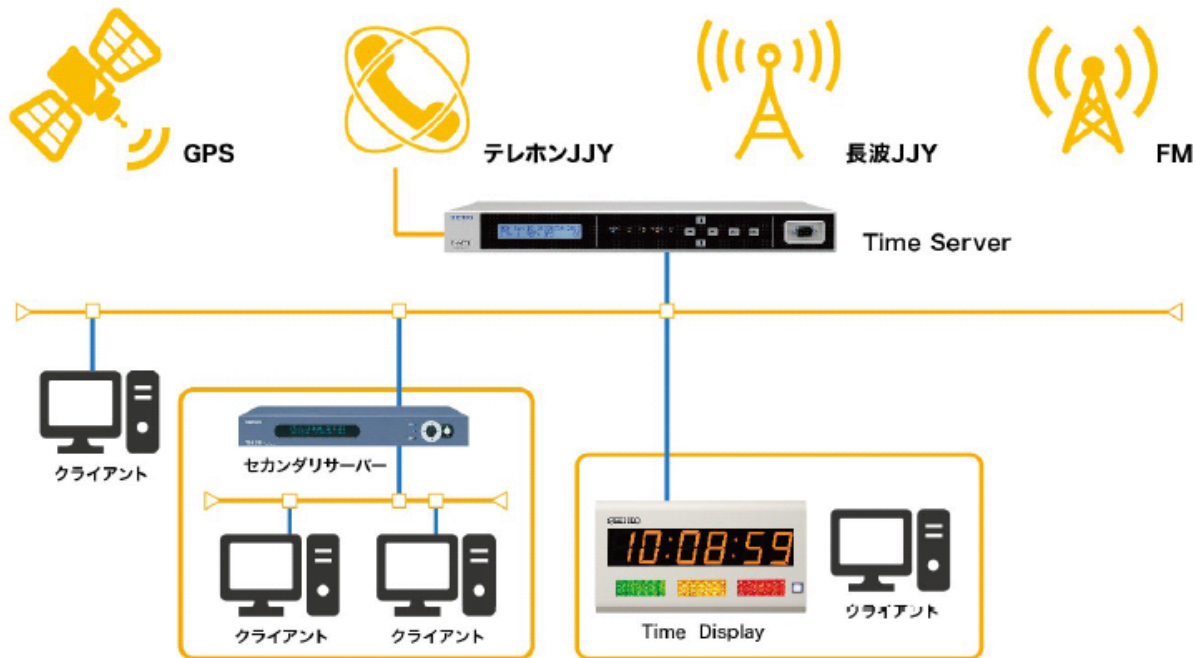 GPS
テレホンJJY
長波JJY
FM
Time Server
クライアント
セカンダリサーバー
10:08:59
クライアント
クライアント
Time Display
クライアント